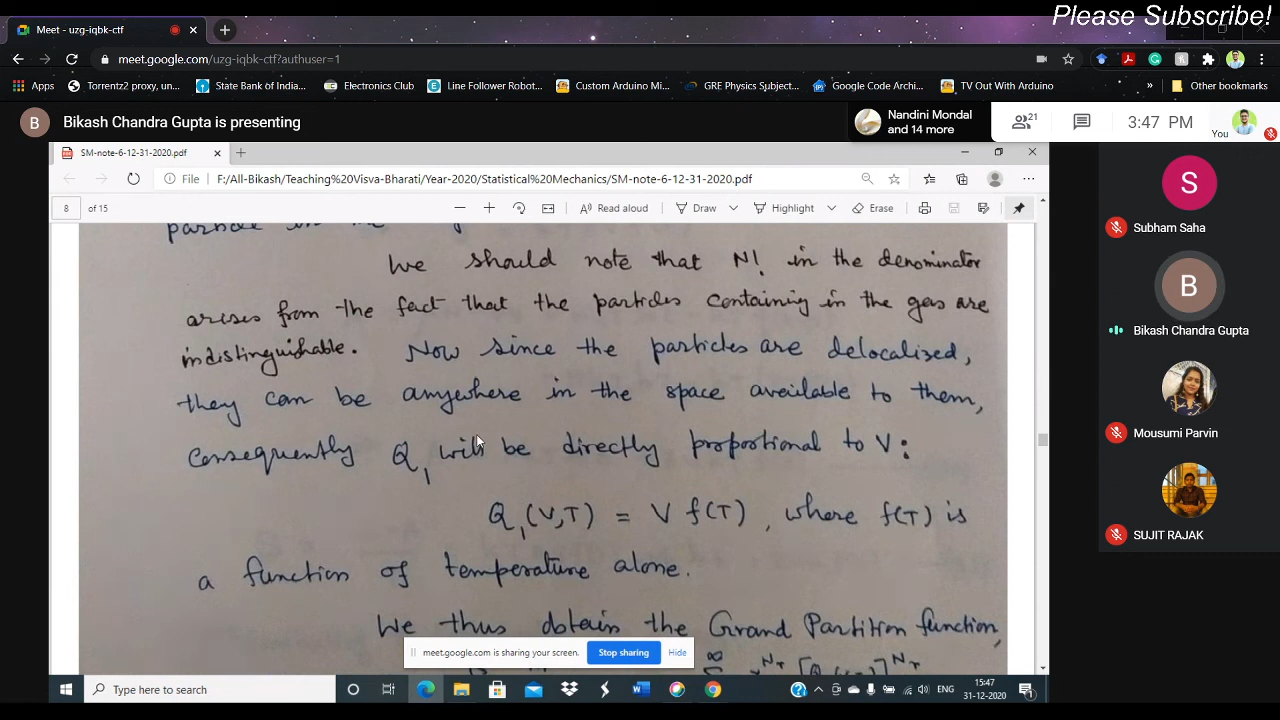 Please Subscribe!
Meet - uzg-iqbk-ctf
meet.google.com/uzg-iqbk-ctf?authuser=1
Apps Torrentz2 proxy, un... State Bank of India... Electronics Club Line Follower Robot... Custom Arduino Mi... GRE Physics Subject... Google Code Archi... TV Out With Arduino » Other bookmarks
B Bikash Chandra Gupta is presenting
Nandini Mondal
and 14 more
21
3:47 PM
You
SM-note-6-12-31-2020.pdf
File F:/All-Bikash/Teaching%20Visva-Bharati/Year-2020/Statistical%20Mechanics/SM-note-6-12-31-2020.pdf
8 of 15 Read aloud Draw Highlight Erase
particle in the
We should note that N! in the denominator
arises from the fact that the particles containing in the gas are
indistinguishable. Now since the particles are delocalised,
they can be anywhere in the space available to them,
consequently Q₁ will be directly proportional to V:
Q₁(V,T) = V f(T), where f(T) is
a function of temperature alone.
We thus obtain the Grand Partition function,
meet.google.com is sharing your screen. Stop sharing Hide
S
Subham Saha
B
Bikash Chandra Gupta
Mousumi Parvin
SUJIT RAJAK
Type here to search
ENG
15:47
31-12-2020
1